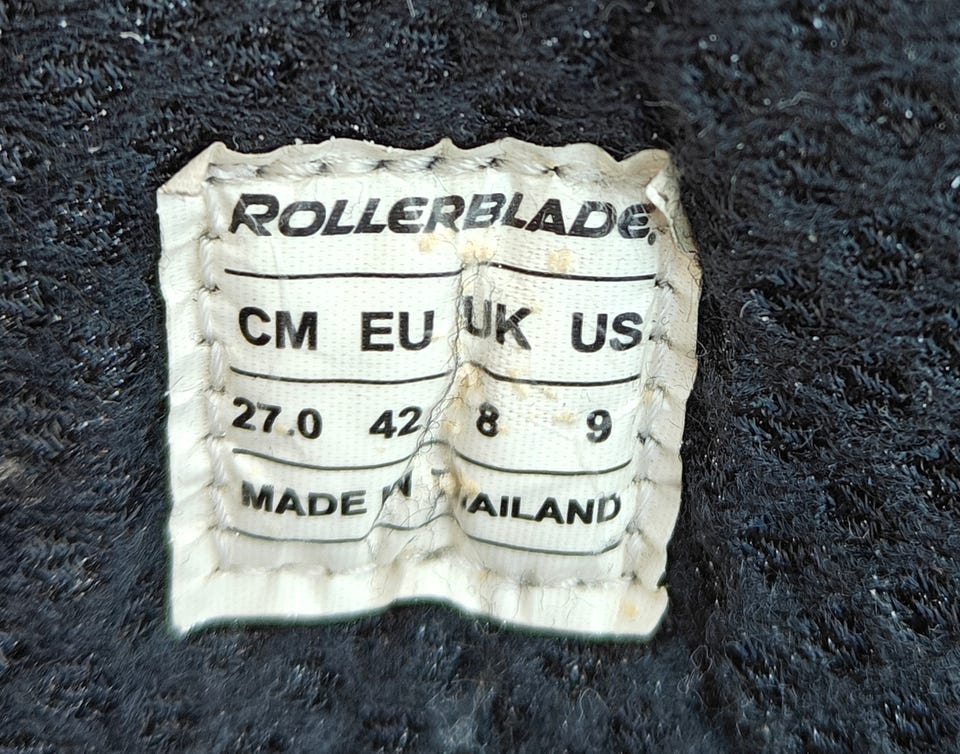 ROLLERBLADE.
CM EU UK US
27.0 42 8 9
MADE IN THAILAND